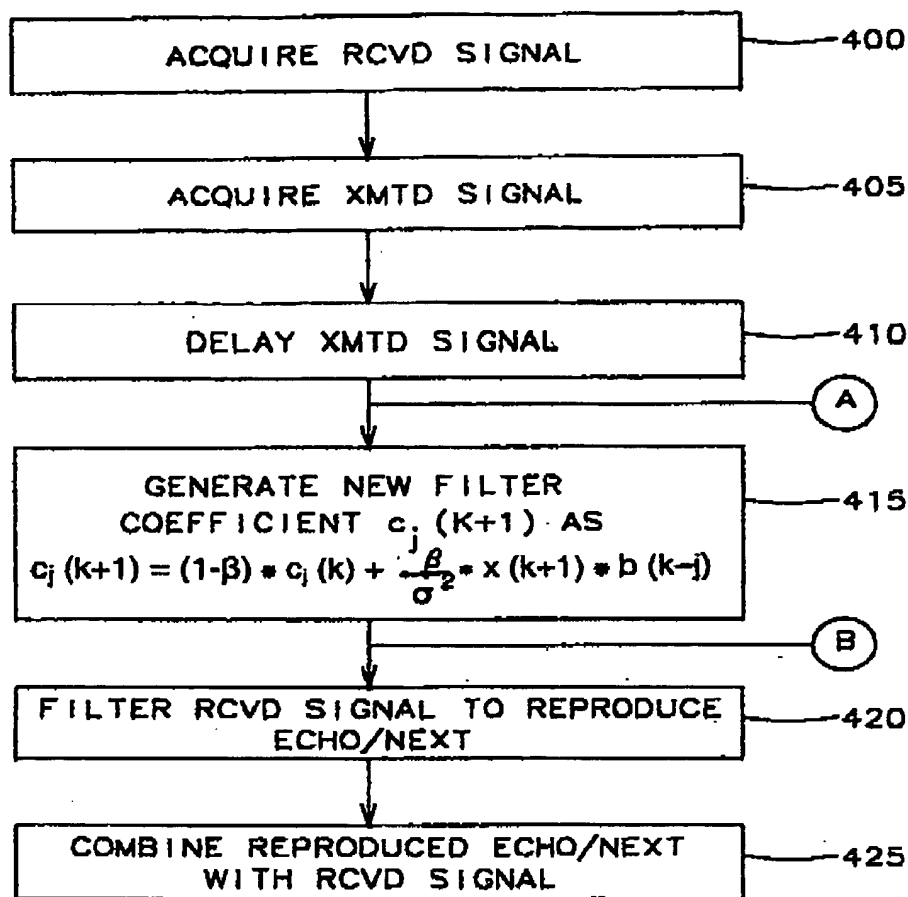 ACQUIRE RCVD SIGNAL
400
ACQUIRE XMTD SIGNAL
405
DELAY XMTD SIGNAL
410
A
GENERATE NEW FILTER
COEFFICIENT c_j (K+1) AS
c_j (k+1) = (1-β) * c_j (k) + β/σ² * x (k+1) * b (k-j)
415
B
FILTER RCVD SIGNAL TO REPRODUCE
ECHO/NEXT
420
COMBINE REPRODUCED ECHO/NEXT
WITH RCVD SIGNAL
425